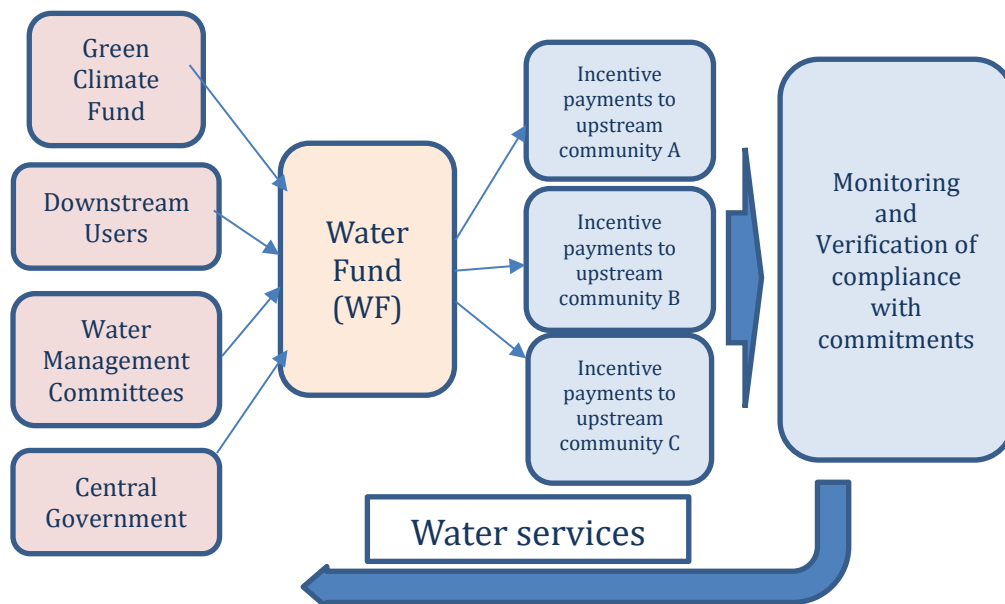 Green
Climate
Fund
Downstream
Users
Water
Management
Committees
Central
Government
Water
Fund
(WF)
Incentive
payments to
upstream
community A
Incentive
payments to
upstream
community B
Incentive
payments to
upstream
community C
Monitoring
and
Verification of
compliance
with
commitments
Water services